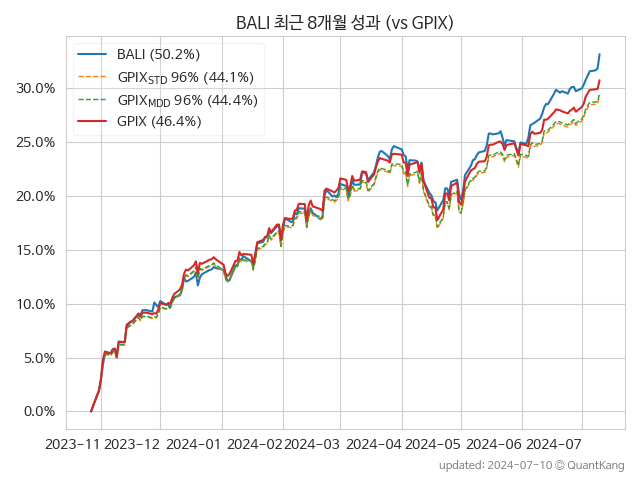 BALI 최근 8개월 성과 (vs GPIX)
BALI (50.2%)
GPIX_STD 96% (44.1%)
GPIX_MDD 96% (44.4%)
GPIX (46.4%)
30.0%
25.0%
20.0%
15.0%
10.0%
5.0%
0.0%
2023-11 2023-12 2024-01 2024-02 2024-03 2024-04 2024-05 2024-06 2024-07
updated: 2024-07-10 © QuantKang